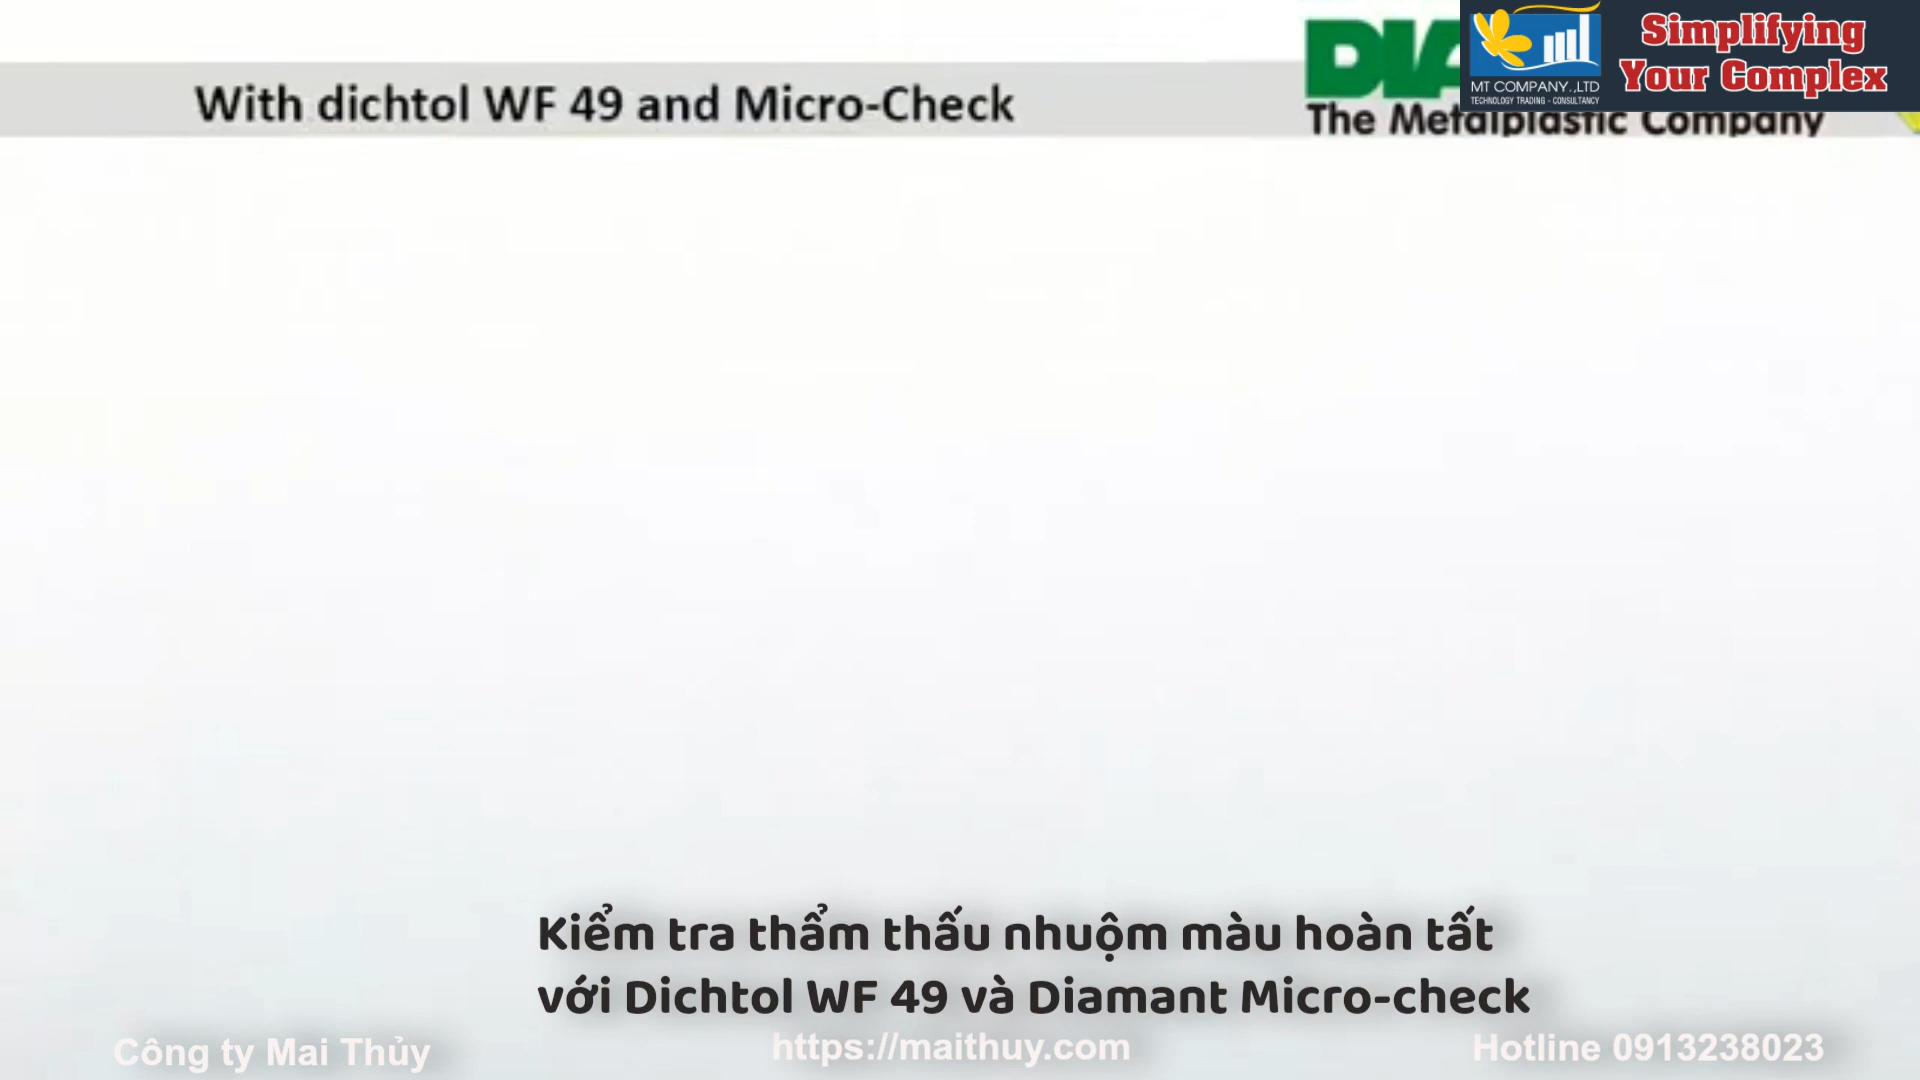 With dichtol WF 49 and Micro-Check
The Metalplastic Company
MT COMPANY.,LTD
TECHNOLOGY TRADING - CONSULTANCY
Simplifying
Your Complex
Kiểm tra thẩm thấu nhuộm màu hoàn tất
với Dichtol WF 49 và Diamant Micro-check
Công ty Mai Thủy
https://maithuy.com
Hotline 0913238023